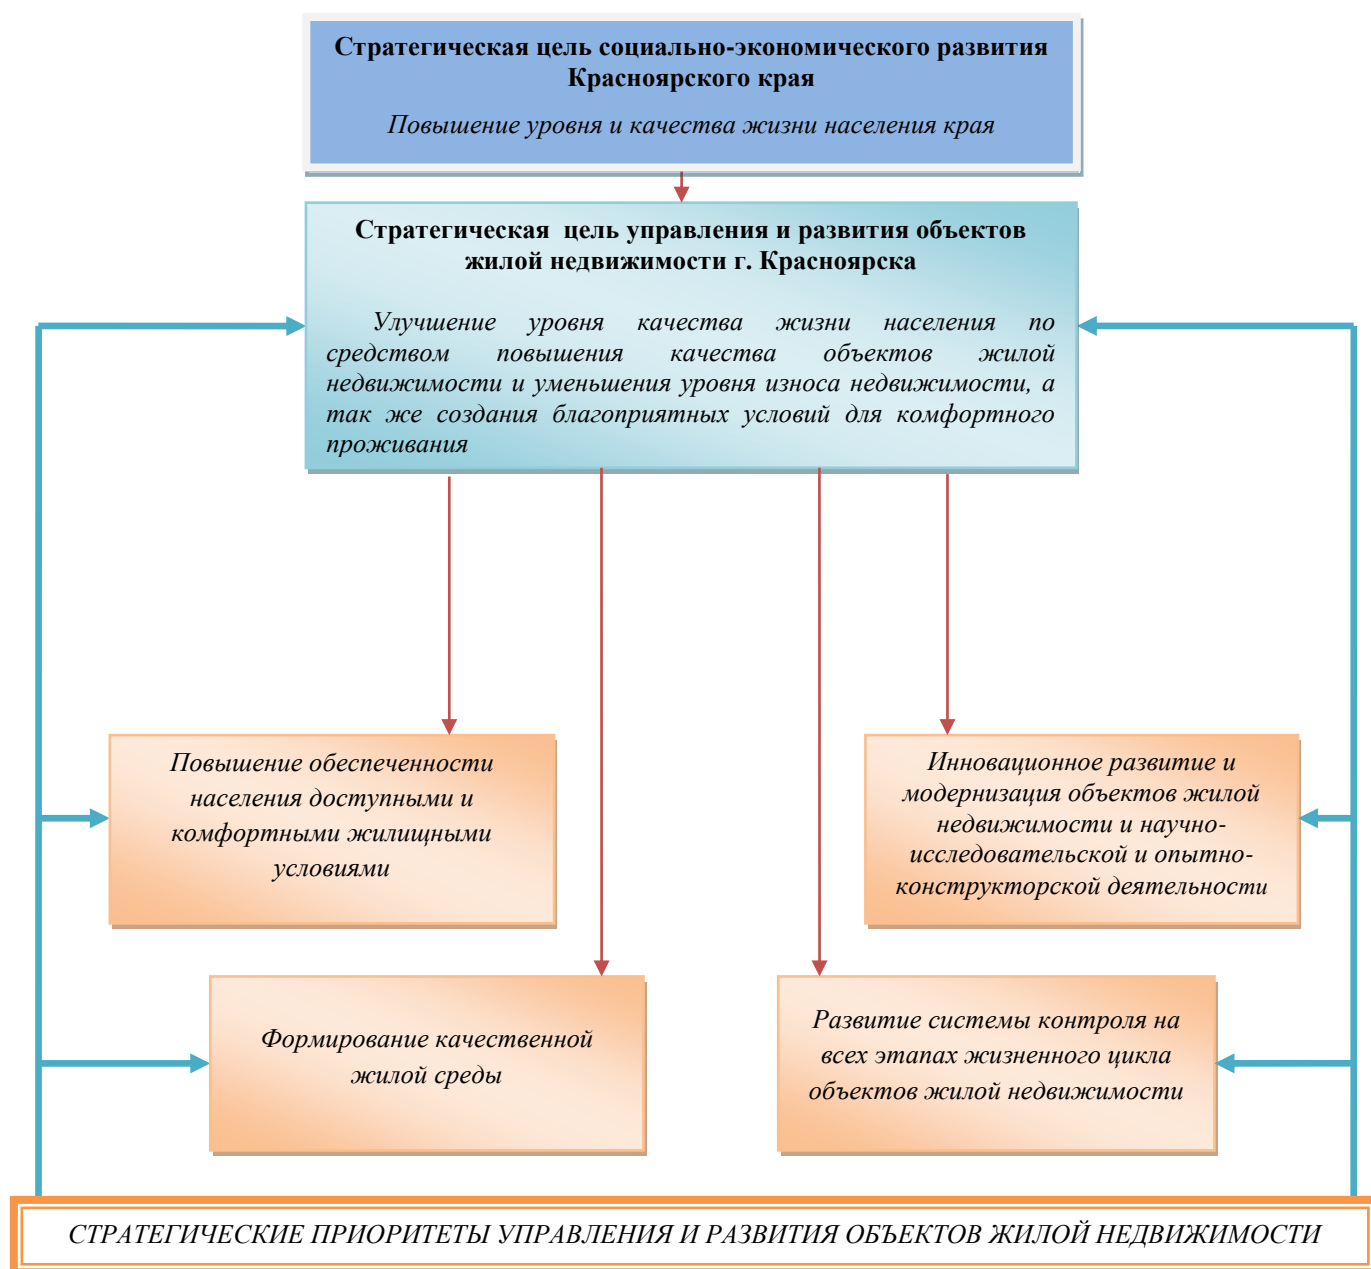 Стратегическая цель социально-экономического развития
Красноярского края
Повышение уровня и качества жизни населения края
Стратегическая цель управления и развития объектов
жилой недвижимости г. Красноярска
Улучшение уровня качества жизни населения по
средством повышения качества объектов жилой
недвижимости и уменьшения уровня износа недвижимости, а
так же создания благоприятных условий для комфортного
проживания
Повышение обеспеченности
населения доступными и
комфортными жилищными
условиями
Инновационное развитие и
модернизация объектов жилой
недвижимости и научно-
исследовательской и опытно-
конструкторской деятельности
Формирование качественной
жилой среды
Развитие системы контроля на
всех этапах жизненного цикла
объектов жилой недвижимости
СТРАТЕГИЧЕСКИЕ ПРИОРИТЕТЫ УПРАВЛЕНИЯ И РАЗВИТИЯ ОБЪЕКТОВ ЖИЛОЙ НЕДВИЖИМОСТИ